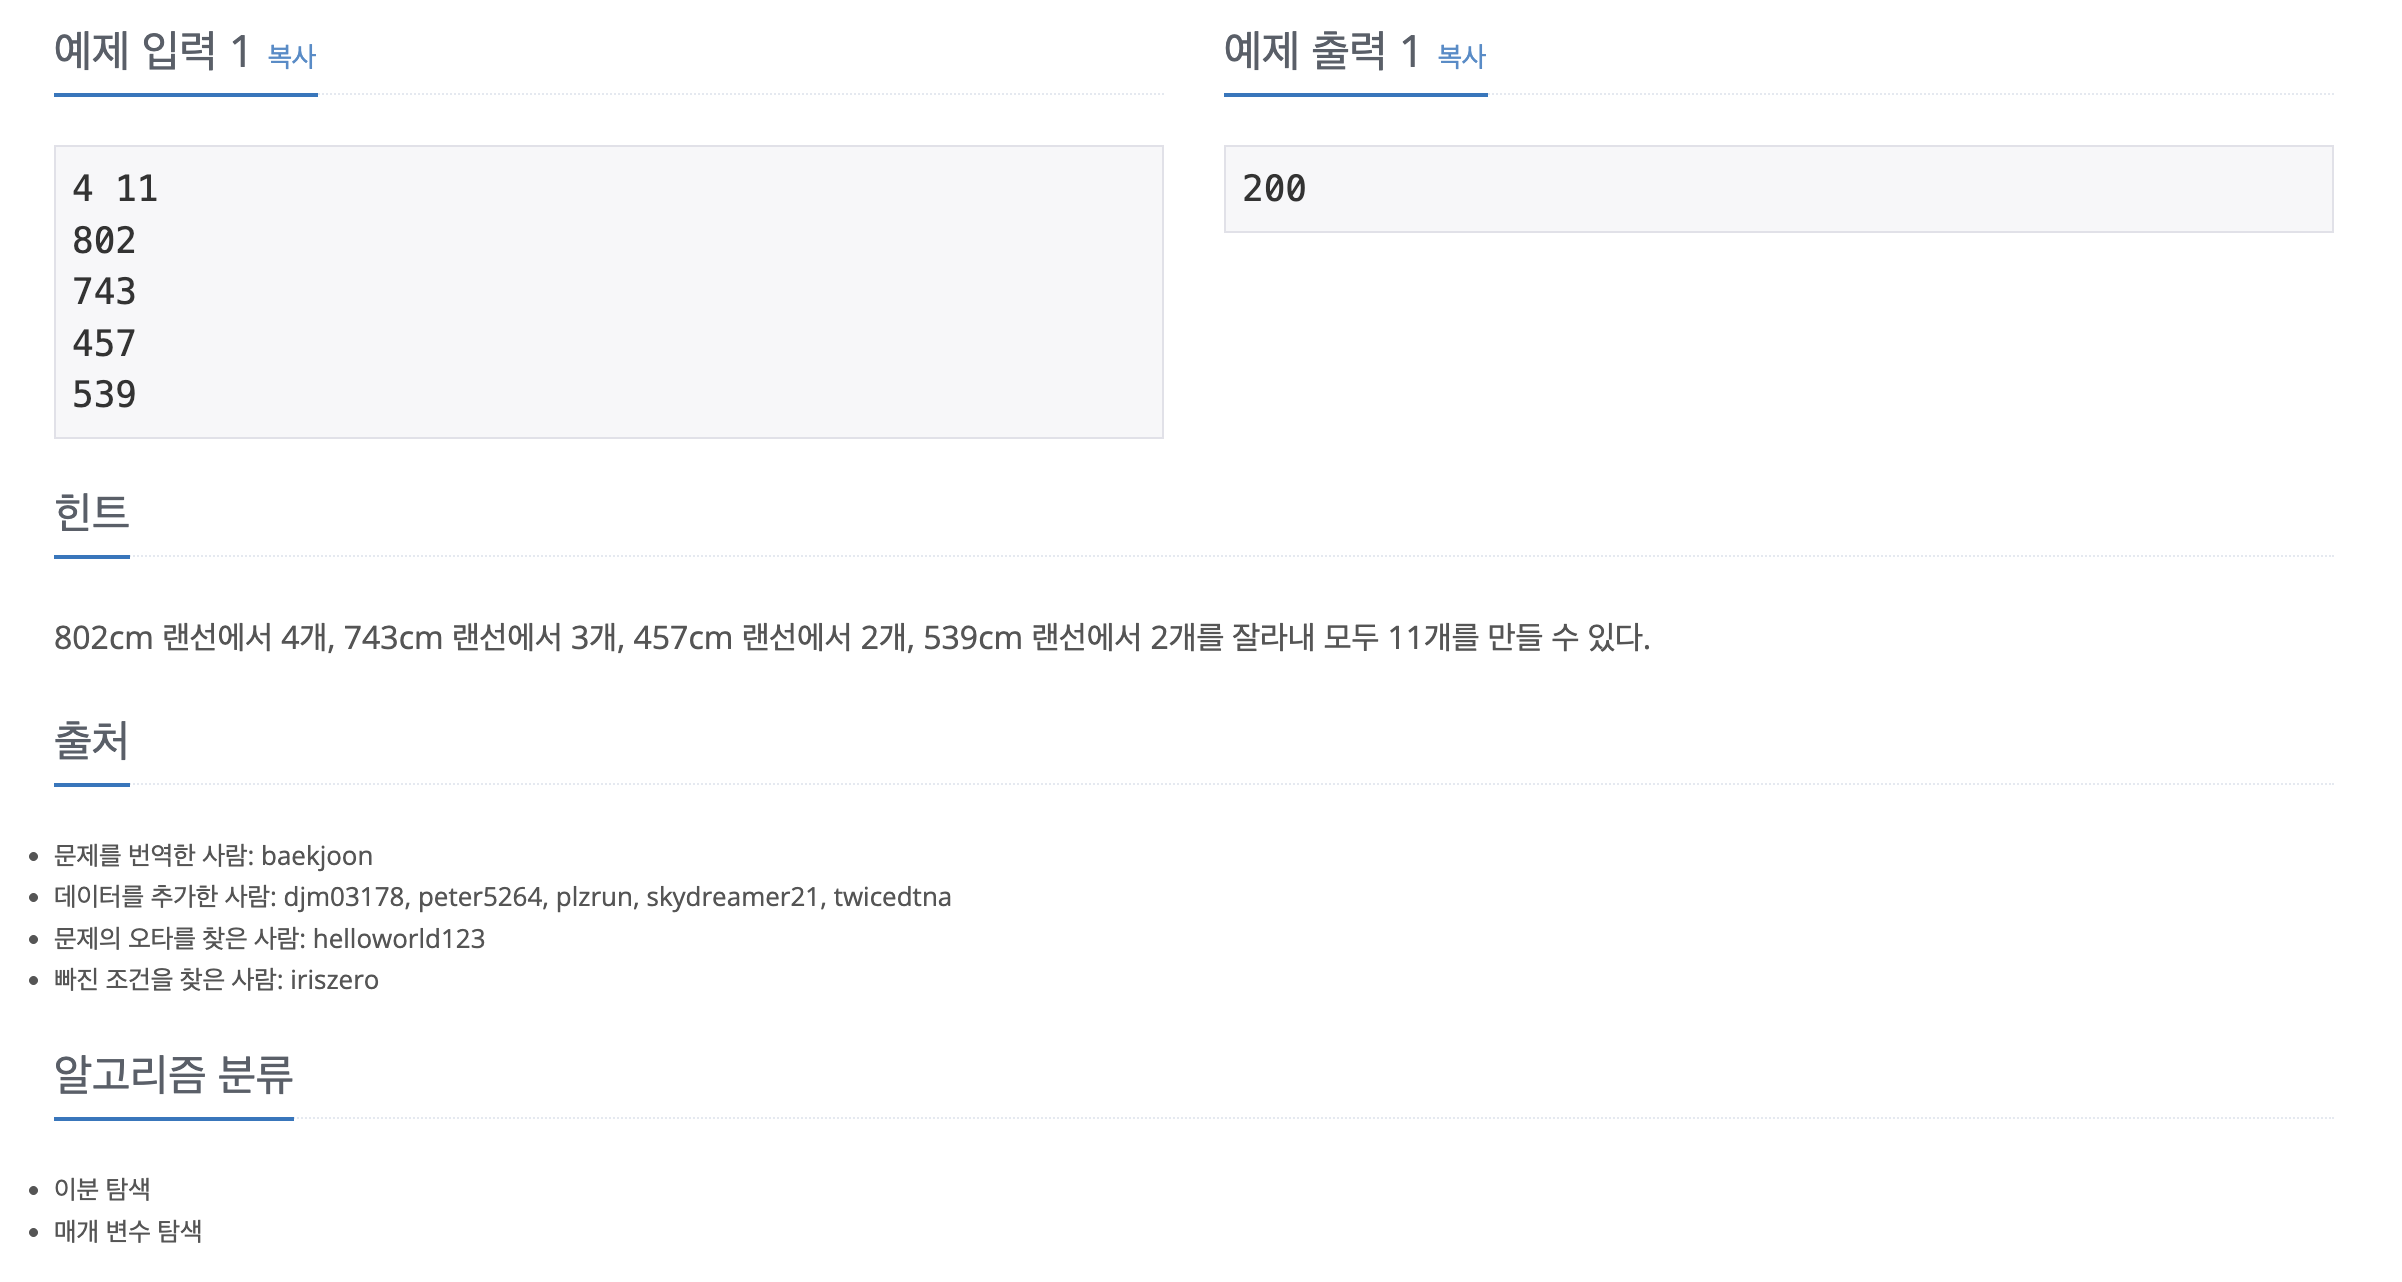 예제 입력 1 복사
4 11
802
743
457
539
예제 출력 1 복사
200
힌트
802cm 랜선에서 4개, 743cm 랜선에서 3개, 457cm 랜선에서 2개, 539cm 랜선에서 2개를 잘라내 모두 11개를 만들 수 있다.
출처
문제를 번역한 사람: baekjoon
데이터를 추가한 사람: djm03178, peter5264, plzrun, skydreamer21, twicedtna
문제의 오타를 찾은 사람: helloworld123
빠진 조건을 찾은 사람: iriszero
알고리즘 분류
이분 탐색
매개 변수 탐색